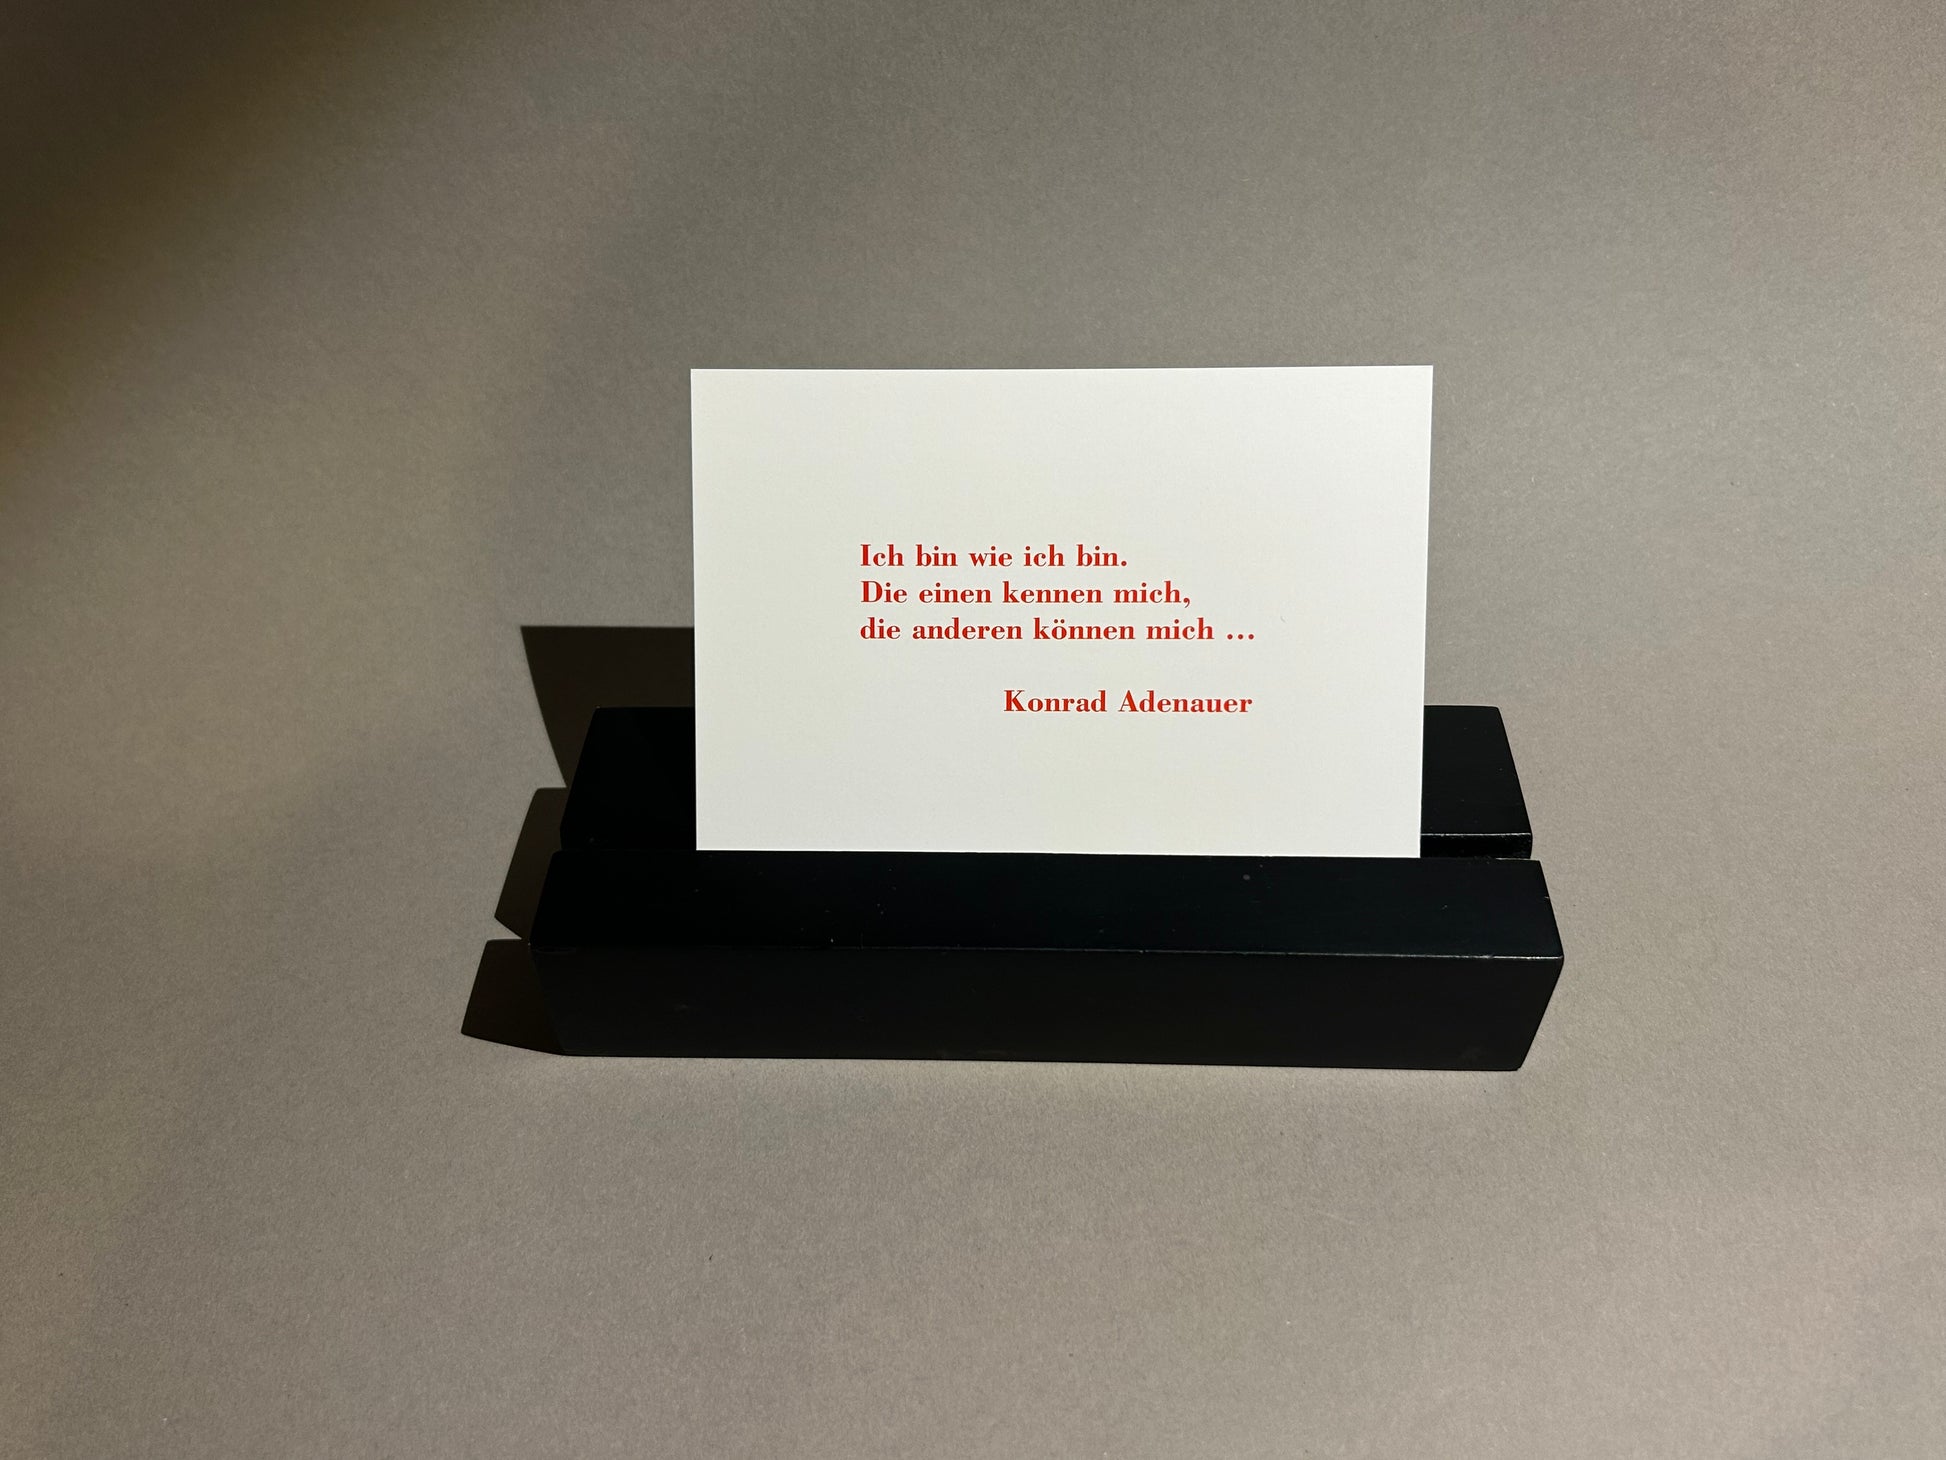 Ich bin wie ich bin.
Die einen kennen mich,
die anderen können mich ...
Konrad Adenauer